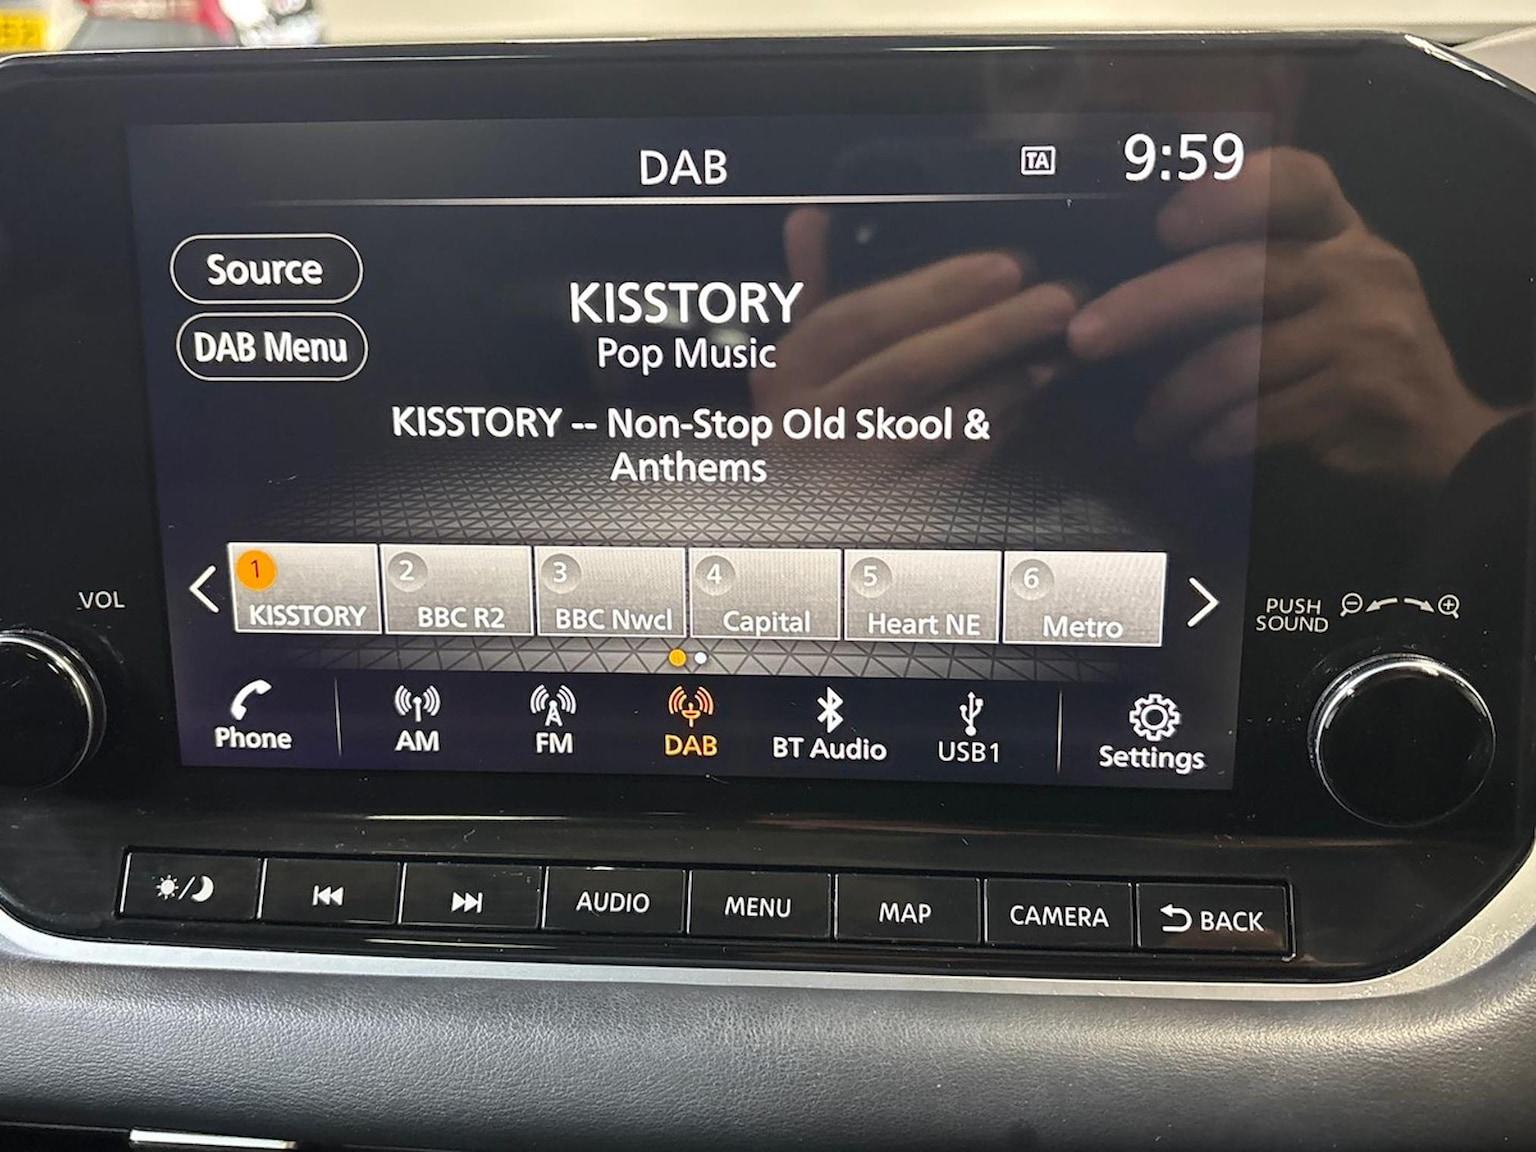 DAB
TA
9:59
Source
DAB Menu
KISSTORY
Pop Music
KISSTORY -- Non-Stop Old Skool &
Anthems
1
KISSTORY
2
BBC R2
3
BBC Nwcl
4
Capital
5
Heart NE
6
Metro
VOL
PUSH
SOUND
Phone
AM
FM
DAB
BT Audio
USB1
Settings
AUDIO
MENU
MAP
CAMERA
BACK